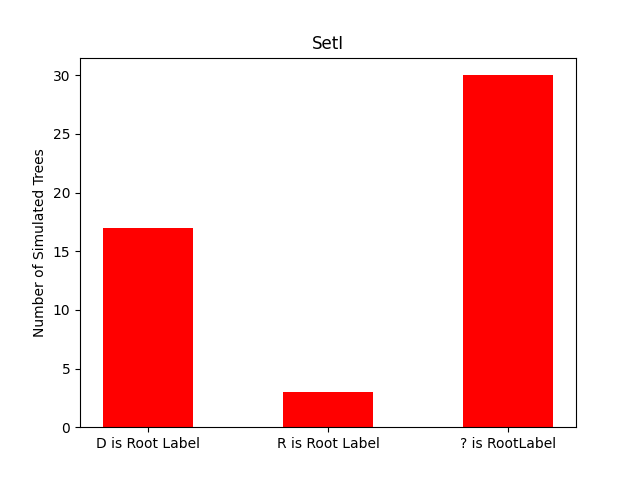 SetI
30
25
20
15
10
5
0
Number of Simulated Trees
D is Root Label
R is Root Label
? is RootLabel